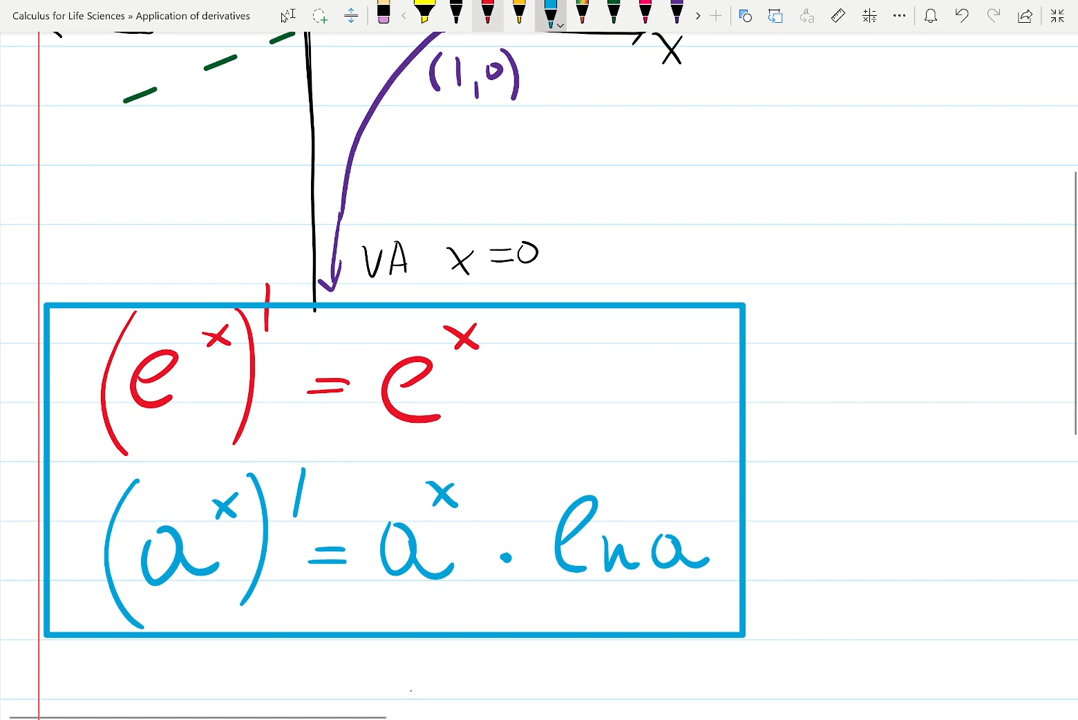 Calculus for Life Sciences » Application of derivatives
x
(1,0)
VA x=0
(e^x)' = e^x
(a^x)' = a^x · ln a